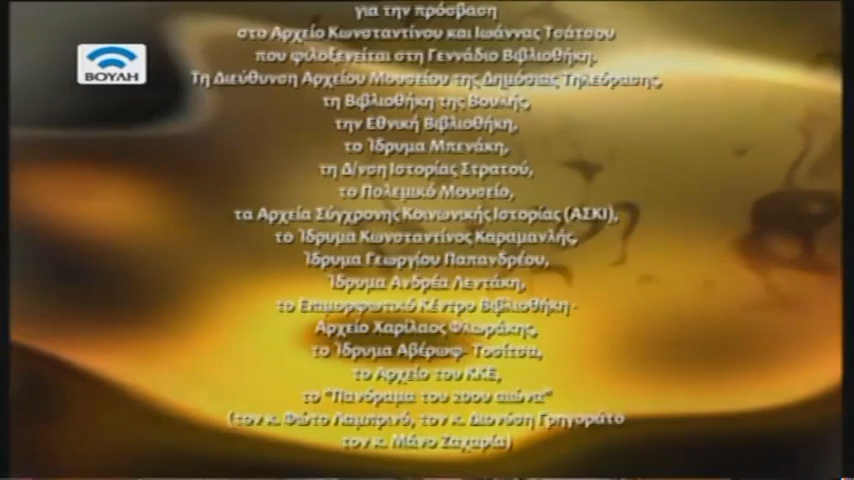 για την πρόσβαση
στο Αρχείο Κωνσταντίνου και Ιωάννας Τσάτσου
που φιλοξενείται στη Γεννάδιο Βιβλιοθήκη.
ΒΟΥΛΗ
Τη Διεύθυνση Αρχείου Μουσείου της Δημόσιας Τηλεόρασης,
τη Βιβλιοθήκη της Βουλής,
την Εθνική Βιβλιοθήκη,
το Ίδρυμα Μπενάκη,
τη Δ/νση Ιστορίας Στρατού,
το Πολεμικό Μουσείο,
τα Αρχεία Σύγχρονης Κοινωνικής Ιστορίας (ΑΣΚΙ),
το Ίδρυμα Κωνσταντίνος Καραμανλής,
Ίδρυμα Γεωργίου Παπανδρέου,
Ίδρυμα Ανδρέα Λεντάκη,
το Επιμορφωτικό Κέντρο Βιβλιοθήκη -
Αρχείο Χαρίλαος Φλωράκης,
το Ίδρυμα Αβέρωφ- Τοσίτσα,
το Αρχείο του ΚΚΕ,
το "Πανόραμα του 20ου αιώνα"
(τον κ. Φώτο Λαμπρινό, τον κ. Διονύση Γρηγοράτο
τον κ. Μάνο Ζαχαρία)